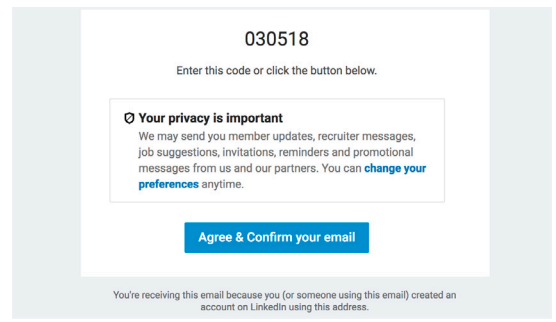 030518
Enter this code or click the button below.
Your privacy is important
We may send you member updates, recruiter messages,
job suggestions, invitations, reminders and promotional
messages from us and our partners. You can change your
preferences anytime.
Agree & Confirm your email
You're receiving this email because you (or someone using this email) created an
account on LinkedIn using this address.